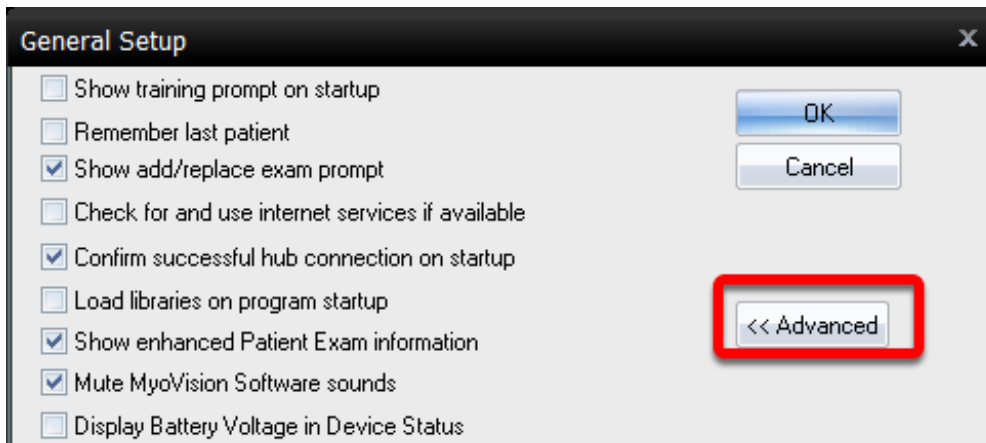 General Setup x
Show training prompt on startup
Remember last patient
Show add/replace exam prompt
Check for and use internet services if available
Confirm successful hub connection on startup
Load libraries on program startup
Show enhanced Patient Exam information
Mute MyoVision Software sounds
Display Battery Voltage in Device Status
OK
Cancel
<< Advanced